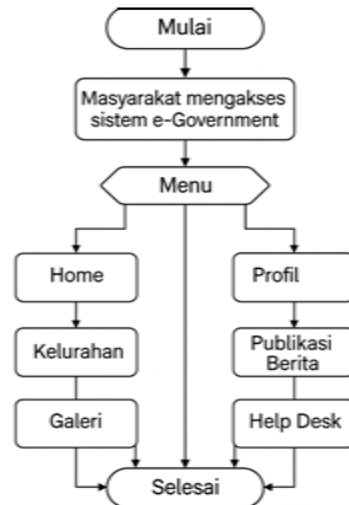 Mulai
Masyarakat mengakses
sistem e-Government
Menu
Home
Profil
Kelurahan
Publikasi
Berita
Galeri
Help Desk
Selesai